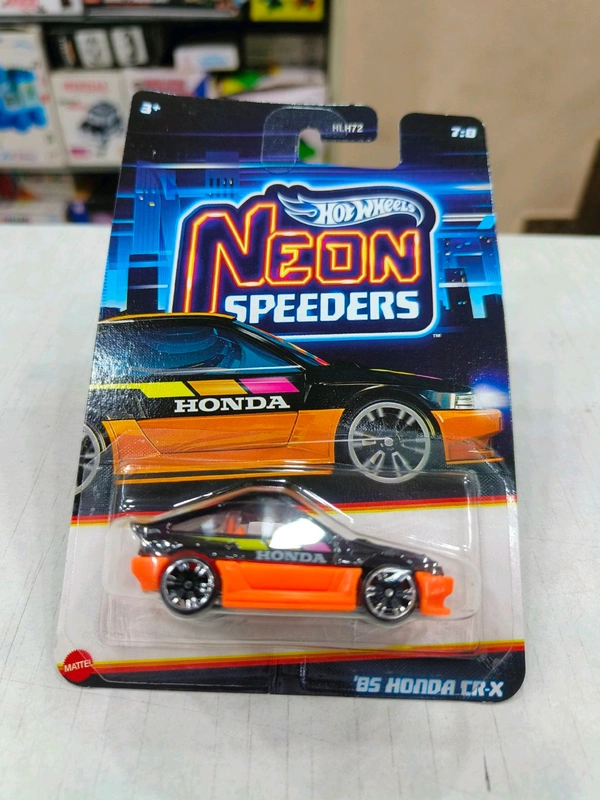 3+
HLH72
7:8
HOT WHEELS
NEON
SPEEDERS
TM
HONDA
HONDA
MATTEL
'85 HONDA CR-X